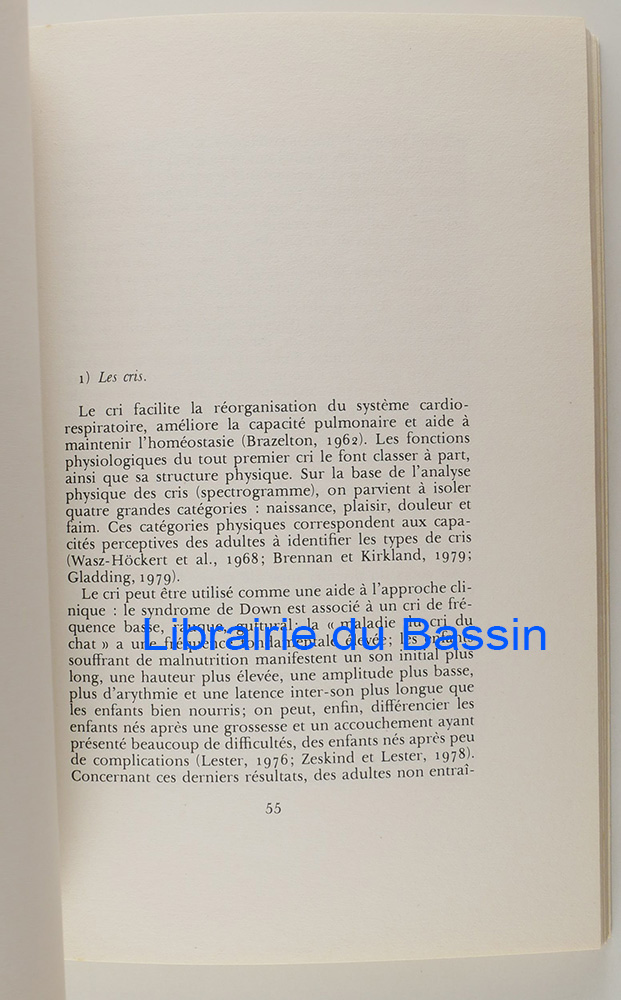 1) Les cris.
Le cri facilite la réorganisation du système cardio-
respiratoire, améliore la capacité pulmonaire et aide à
maintenir l'homéostasie (Brazelton, 1962). Les fonctions
physiologiques du tout premier cri le font classer à part,
ainsi que sa structure physique. Sur la base de l'analyse
physique des cris (spectrogramme), on parvient à isoler
quatre grandes catégories : naissance, plaisir, douleur et
faim. Ces catégories physiques correspondent aux capa-
cités perceptives des adultes à identifier les types de cris
(Wasz-Höckert et al., 1968; Brennan et Kirkland, 1979;
Gladding, 1979).
Le cri peut être utilisé comme une aide à l'approche cli-
nique : le syndrome de Down est associé à un cri de fré-
quence basse, rauque, guttural; la « maladie du cri du
chat » a une fréquence fondamentale élevée; les enfants
souffrant de malnutrition manifestent un son initial plus
long, une hauteur plus élevée, une amplitude plus basse,
plus d'arythmie et une latence inter-son plus longue que
les enfants bien nourris; on peut, enfin, différencier les
enfants nés après une grossesse et un accouchement ayant
présenté beaucoup de difficultés, des enfants nés après peu
de complications (Lester, 1976; Zeskind et Lester, 1978).
Concernant ces derniers résultats, des adultes non entraî-
55
Librairie du Bassin